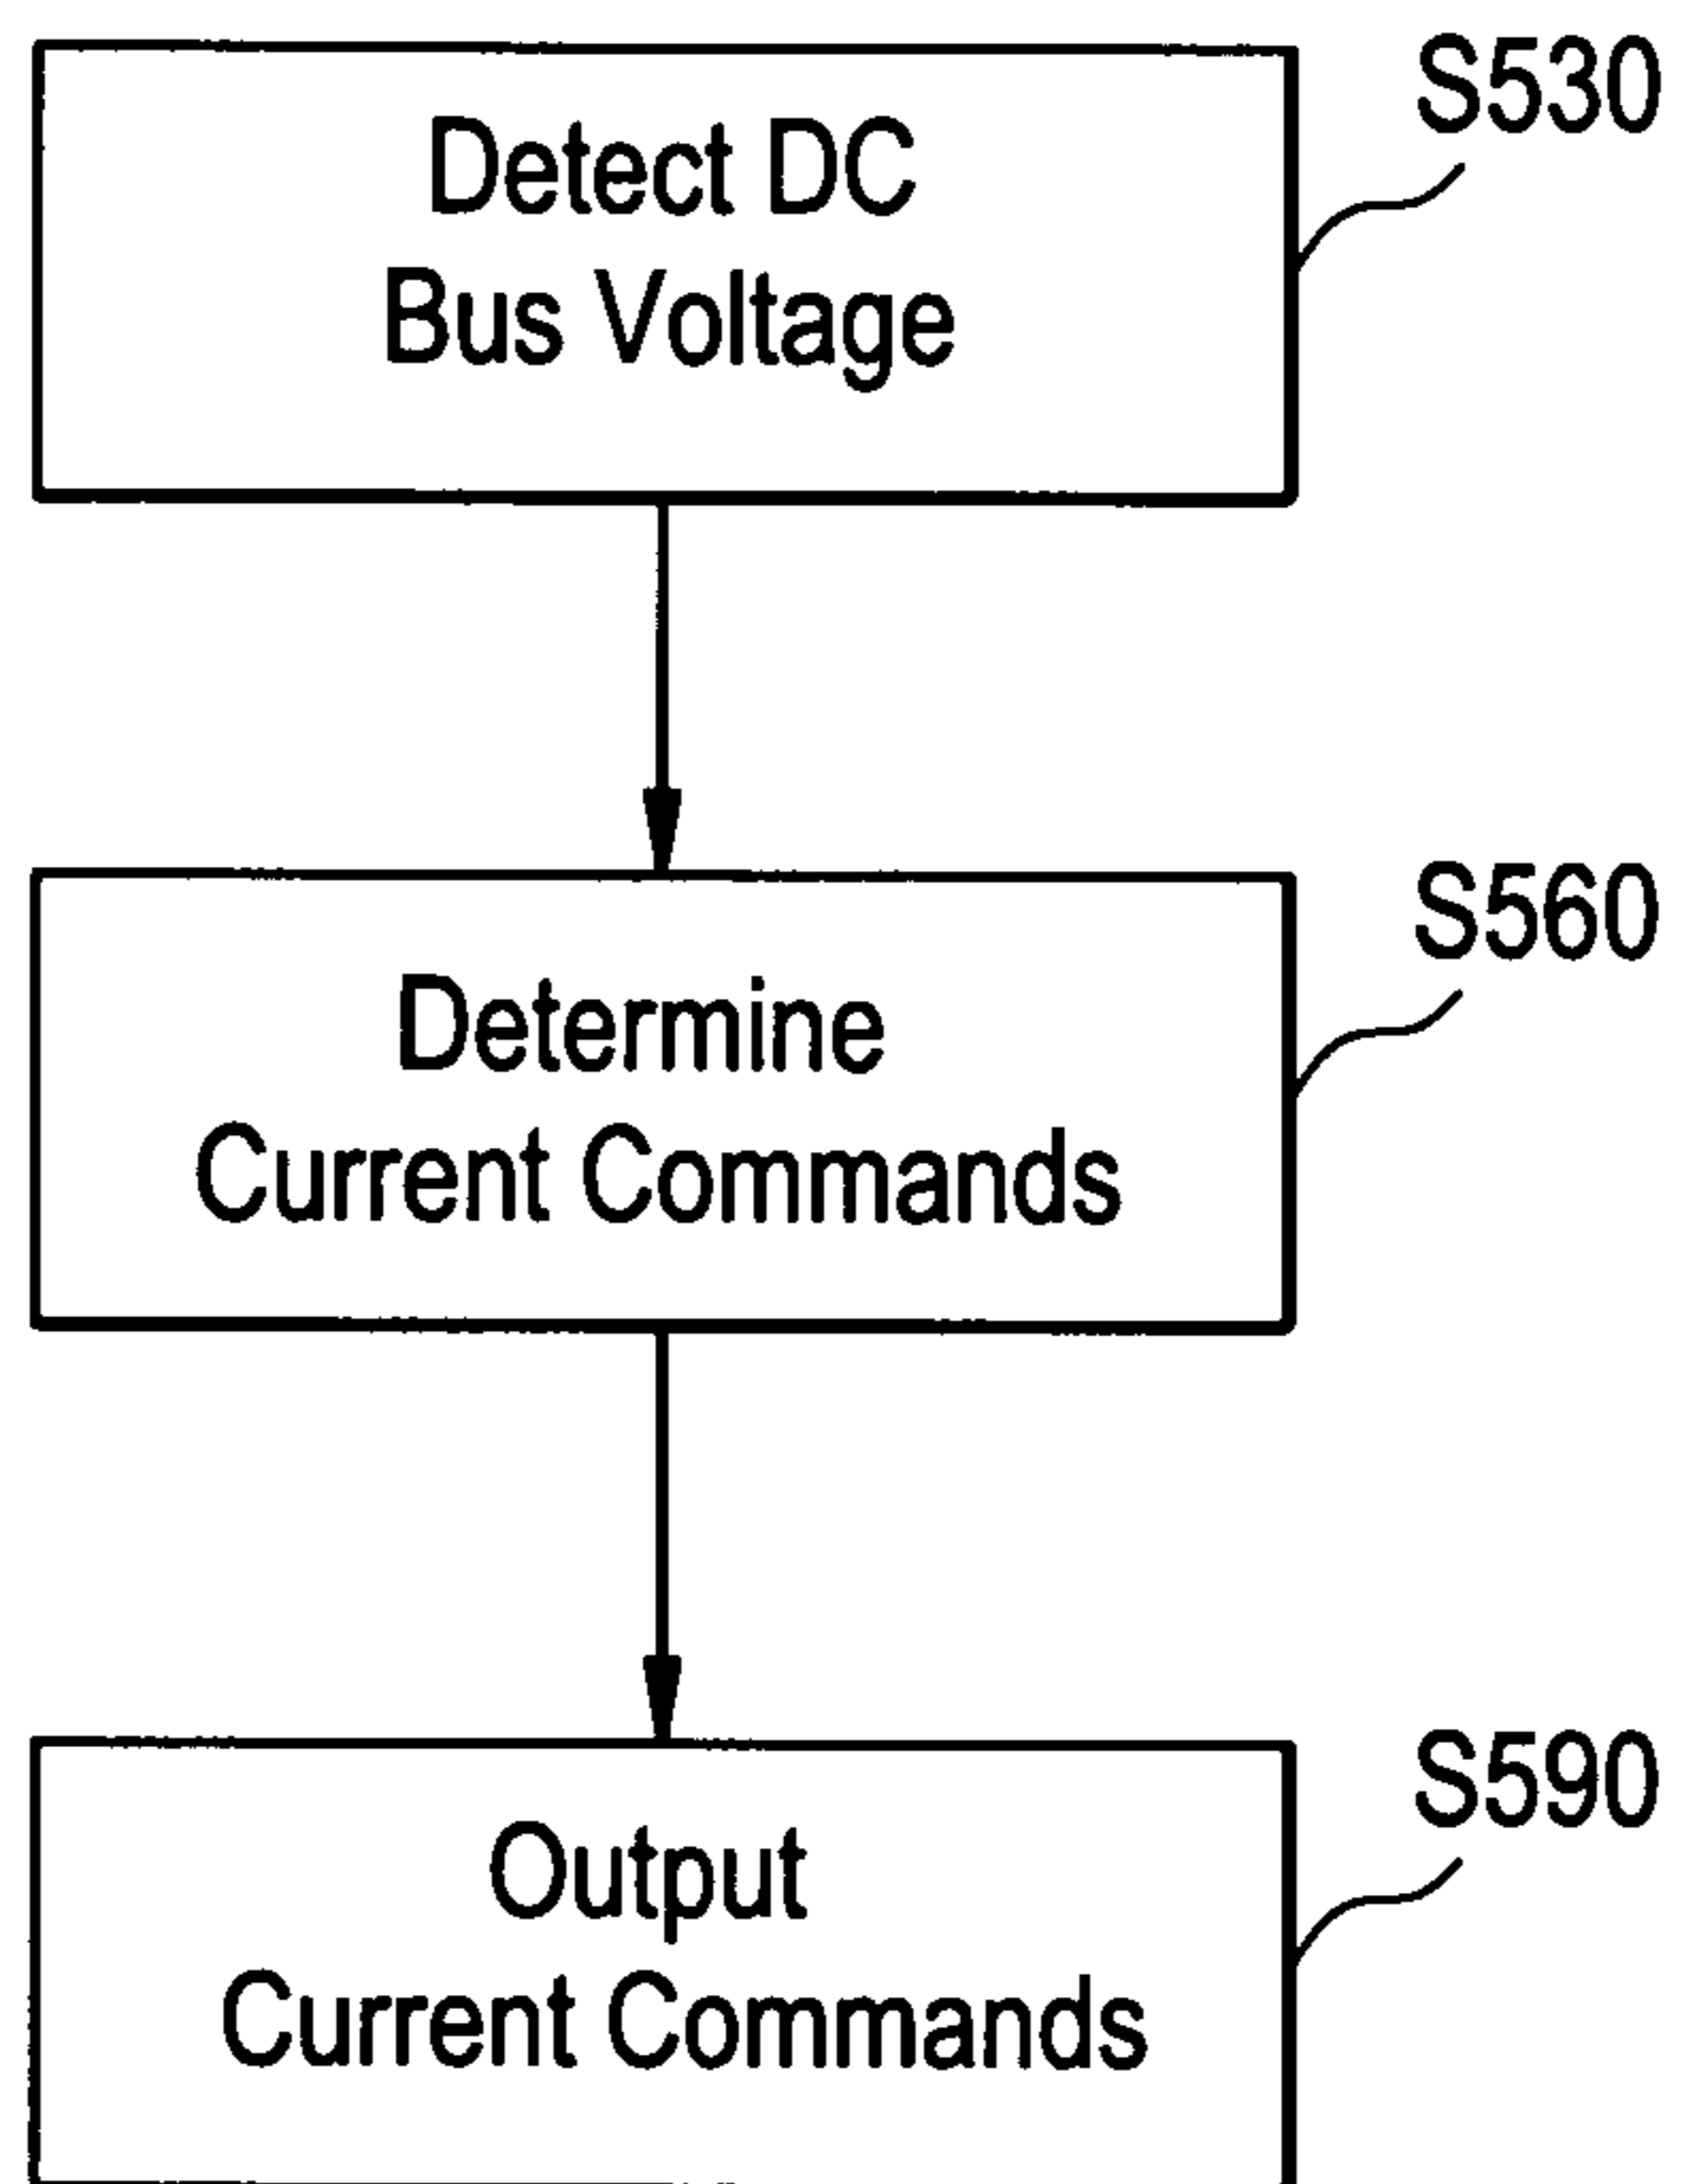 S530
Detect DC
Bus Voltage
S560
Determine
Current Commands
S590
Output
Current Commands